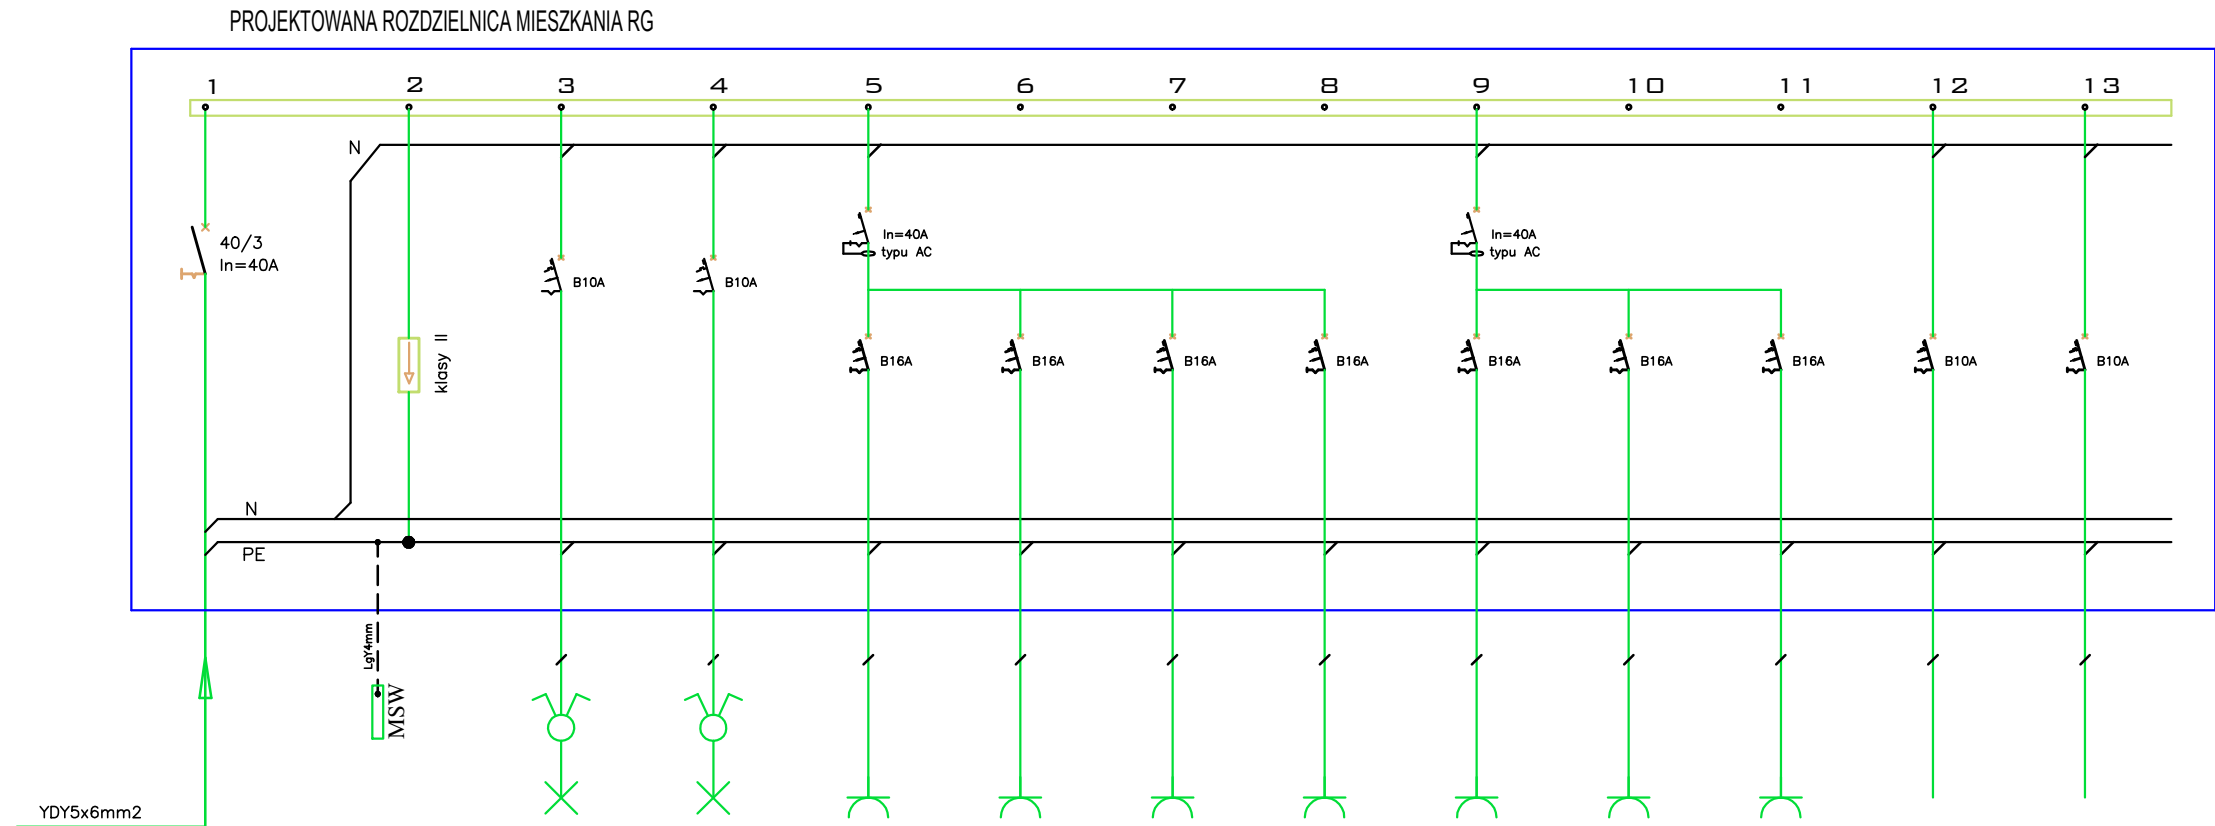 PROJEKTOWANA ROZDZIELNICA MIESZKANIA RG
1 2 3 4 5 6 7 8 9 10 11 12 13
N
40/3
In=40A
In=40A
typu AC
In=40A
typu AC
B10A B10A
klasy II
B16A B16A B16A B16A B16A B16A B16A B10A B10A
N
PE
LgY4mm
MSW
YDY5x6mm2